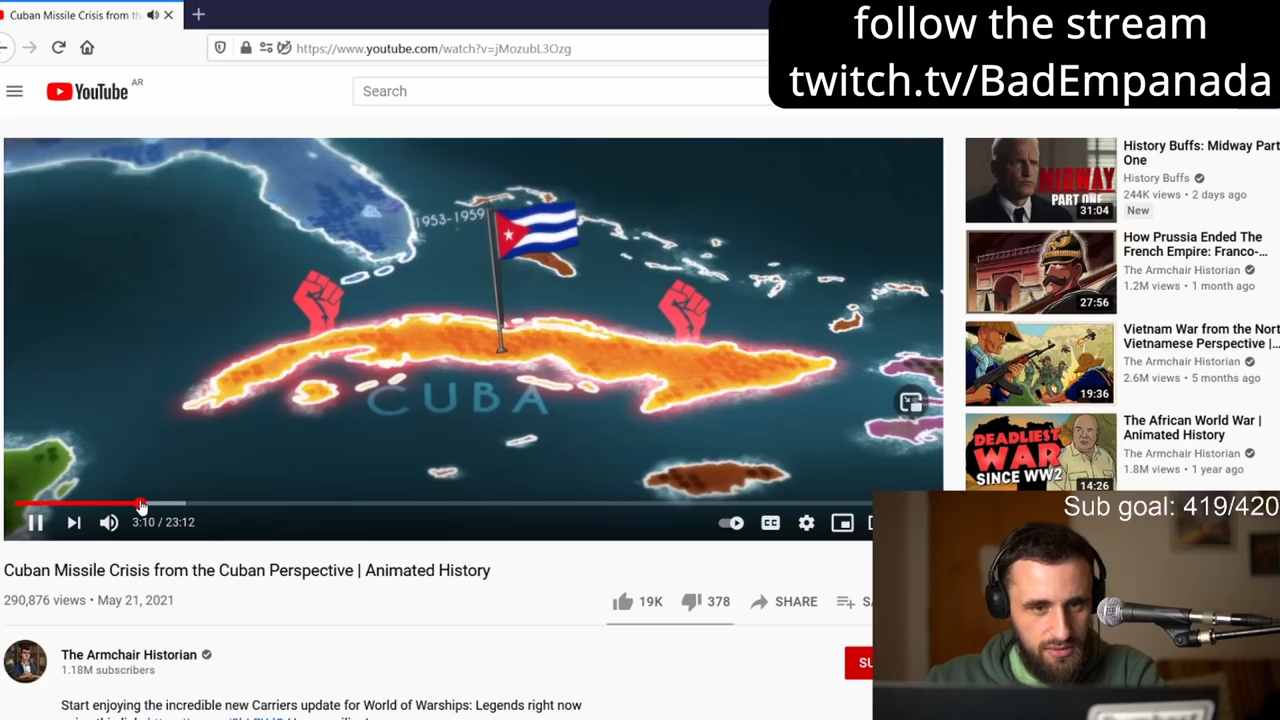 Cuban Missile Crisis from th
follow the stream
twitch.tv/BadEmpanada
https://www.youtube.com/watch?v=jMozubL3Ozg
YouTube AR
Search
1953-1959
CUBA
3:10 / 23:12
CC
Cuban Missile Crisis from the Cuban Perspective | Animated History
290,876 views • May 21, 2021
19K
378
SHARE
The Armchair Historian
1.18M subscribers
Start enjoying the incredible new Carriers update for World of Warships: Legends right now
MIDWAY
PART ONE
31:04
History Buffs: Midway Part
One
History Buffs
244K views • 2 days ago
New
27:56
How Prussia Ended The
French Empire: Franco-...
The Armchair Historian
1.2M views • 1 month ago
19:36
Vietnam War from the Nort
Vietnamese Perspective |...
The Armchair Historian
2.6M views • 5 months ago
DEADLIEST
WAR
SINCE WW2
14:26
The African World War |
Animated History
The Armchair Historian
1.8M views • 1 year ago
Sub goal: 419/420